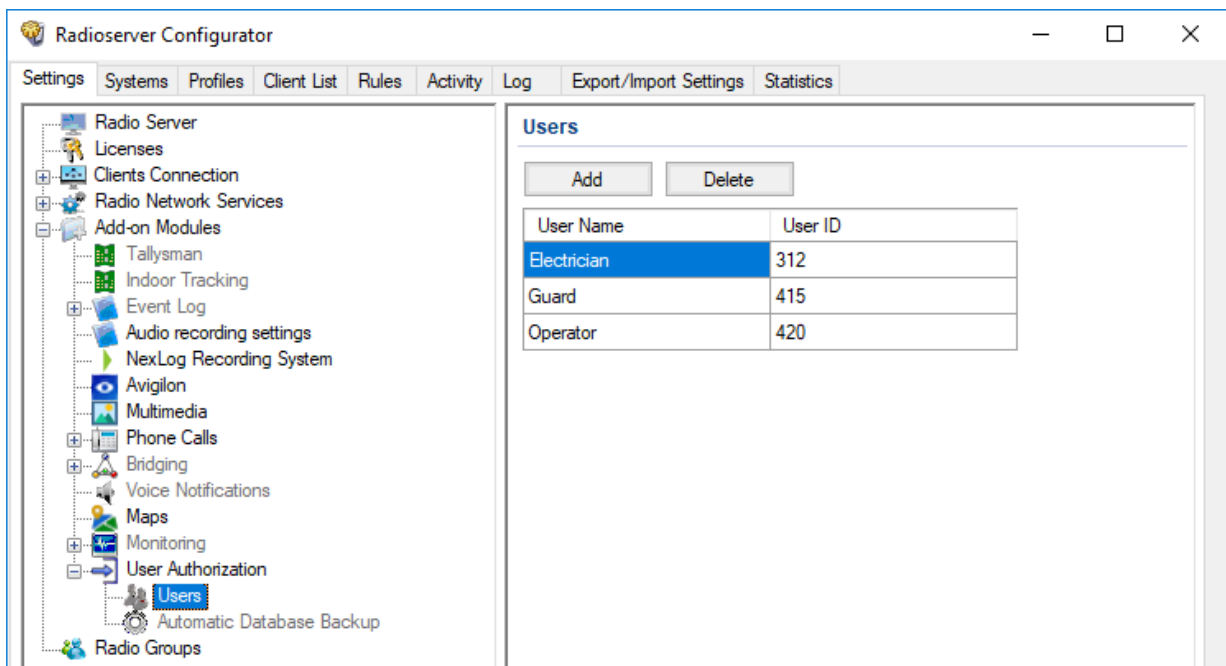 Radioserver Configurator
Settings Systems Profiles Client List Rules Activity Log Export/Import Settings Statistics
Radio Server
Licenses
Clients Connection
Radio Network Services
Add-on Modules
Tallysman
Indoor Tracking
Event Log
Audio recording settings
NexLog Recording System
Avigilon
Multimedia
Phone Calls
Bridging
Voice Notifications
Maps
Monitoring
User Authorization
Users
Automatic Database Backup
Radio Groups
Users
Add Delete
User Name User ID
Electrician 312
Guard 415
Operator 420